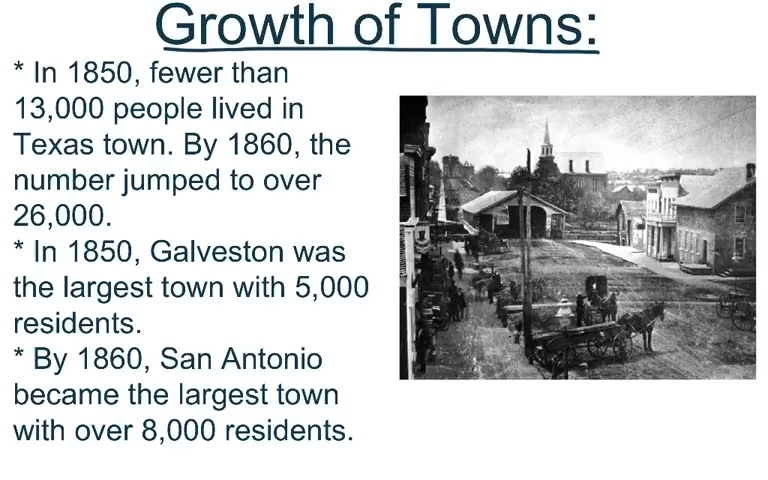 Growth of Towns:
* In 1850, fewer than
13,000 people lived in
Texas town. By 1860, the
number jumped to over
26,000.
* In 1850, Galveston was
the largest town with 5,000
residents.
* By 1860, San Antonio
became the largest town
with over 8,000 residents.